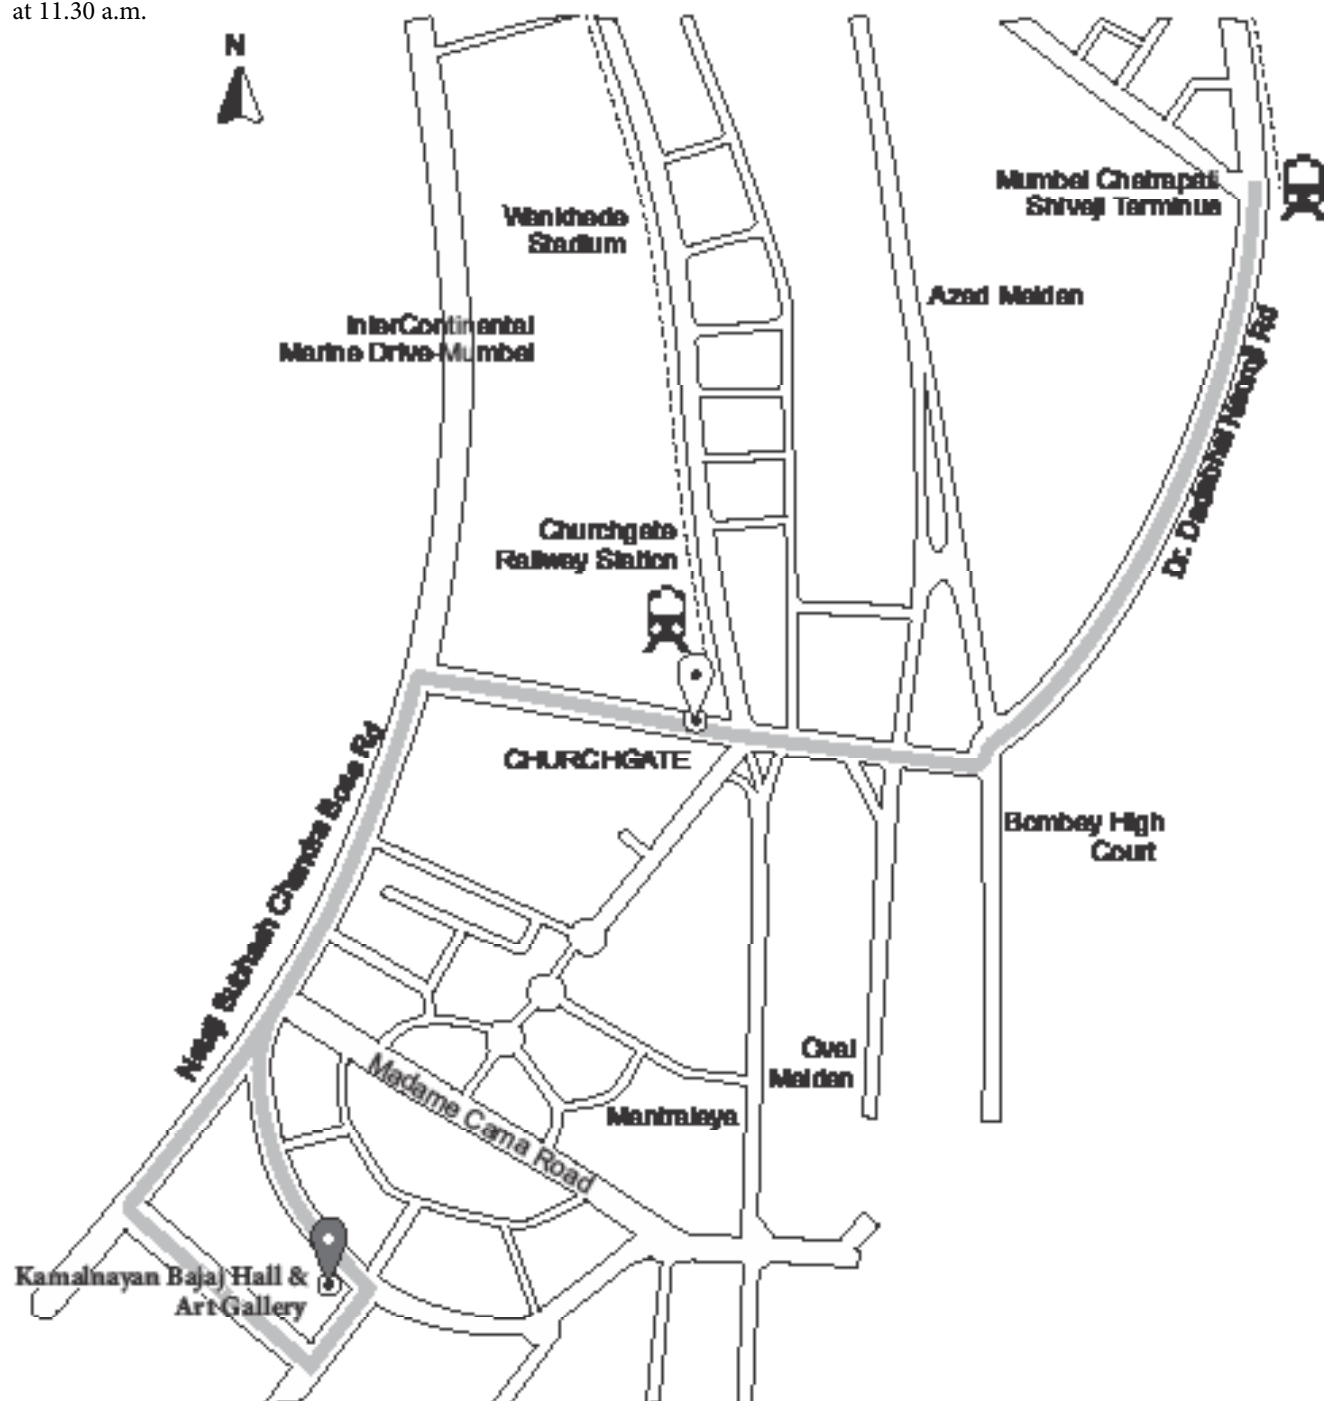 at 11.30 a.m.
N
Mumbai Chatrapati
Shivaji Terminus
Wankhede
Stadium
Azad Maidan
InterContinental
Marine Drive-Mumbai
Dr. Dadabhai Naoroji Rd
Churchgate
Railway Station
CHURCHGATE
Netaji Subhash Chandra Bose Rd
Bombay High
Court
Oval
Maidan
Madame Cama Road
Mantralaya
Kamalnayan Bajaj Hall &
Art Gallery